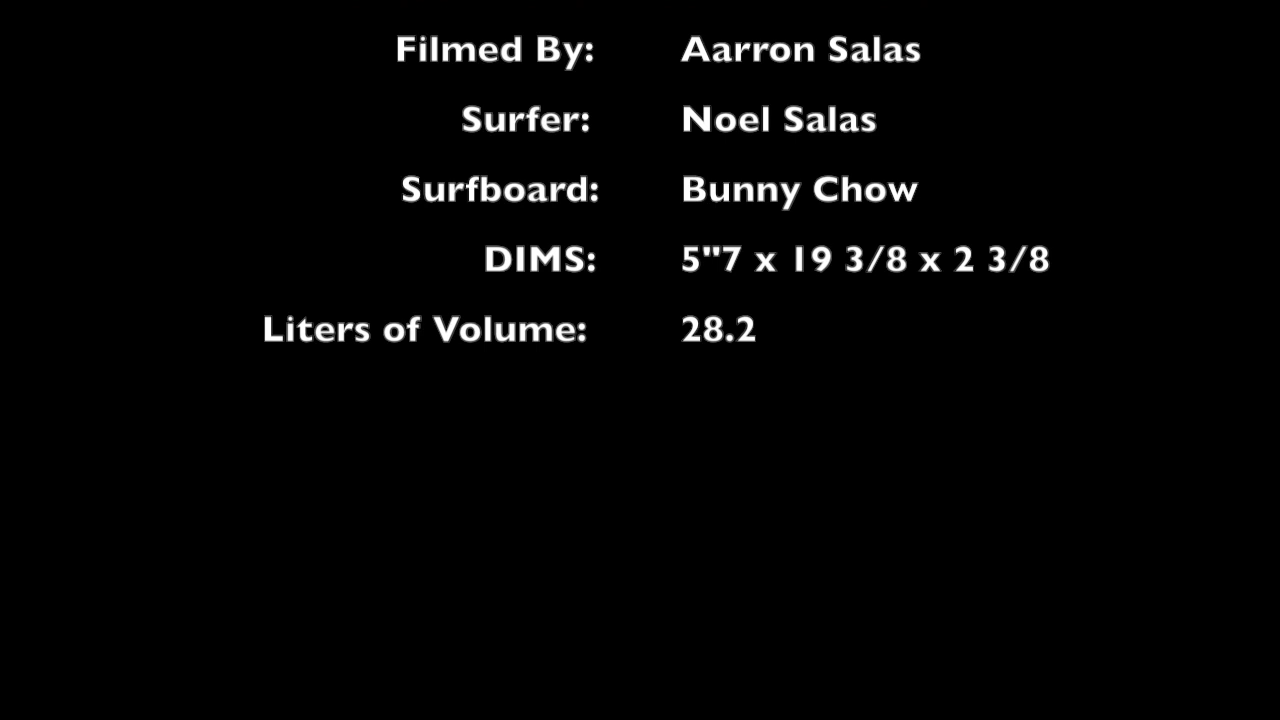 Filmed By: Aarron Salas
Surfer: Noel Salas
Surfboard: Bunny Chow
DIMS: 5"7 x 19 3/8 x 2 3/8
Liters of Volume: 28.2